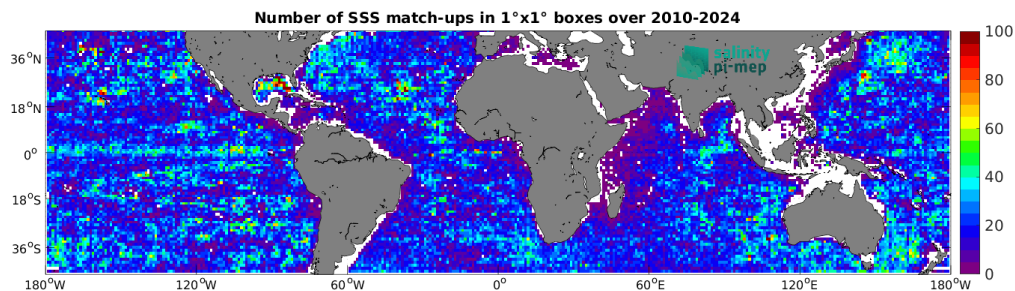 Number of SSS match-ups in 1°x1° boxes over 2010-2024
salinity
pi-mep
36°N
18°N
0°
18°S
36°S
180°W
120°W
60°W
0°
60°E
120°E
180°W
100
80
60
40
20
0